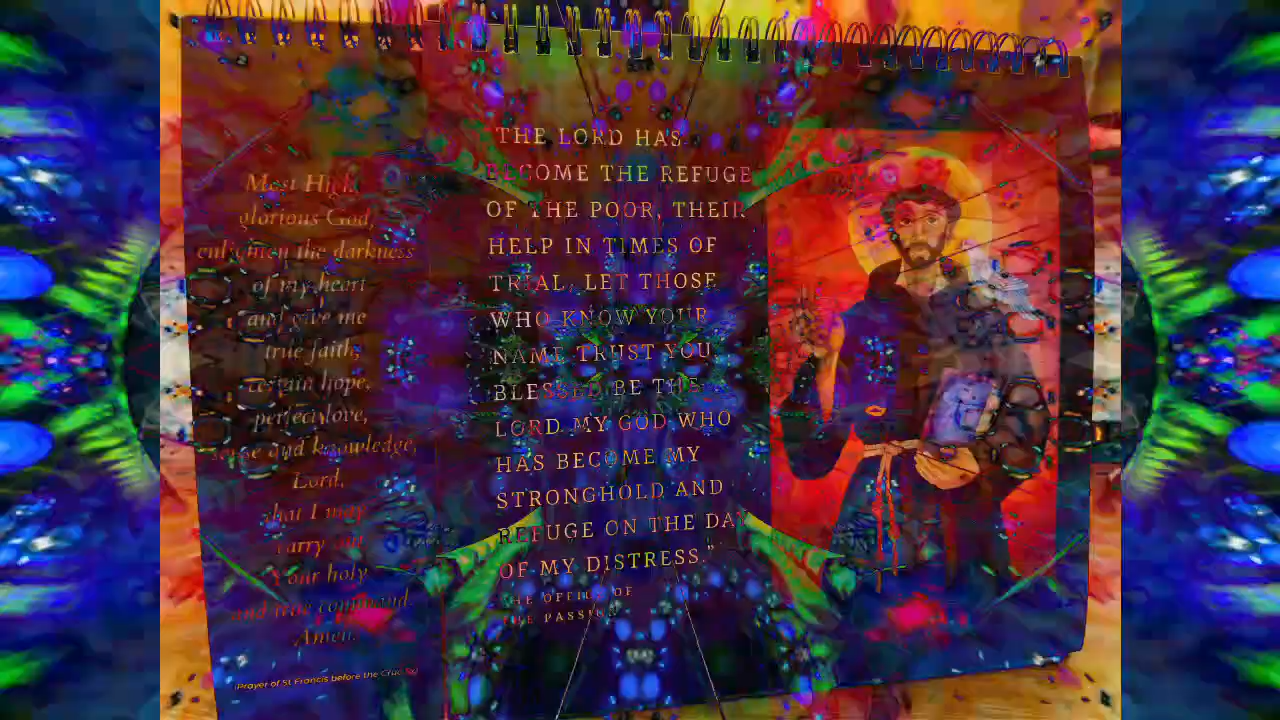 Most High,
glorious God,
enlighten the darkness
of my heart
and give me
true faith,
certain hope,
perfect love,
sense and knowledge,
Lord,
that I may
carry out
Your holy
and true command.
Amen.
(Prayer of St Francis before the Crucifix)
THE LORD HAS
BECOME THE REFUGE
OF THE POOR, THEIR
HELP IN TIMES OF
TRIAL, LET THOSE
WHO KNOW YOUR
NAME TRUST YOU
BLESSED BE THE
LORD MY GOD WHO
HAS BECOME MY
STRONGHOLD AND
REFUGE ON THE DAY
OF MY DISTRESS."
THE OFFICE OF
THE PASSION